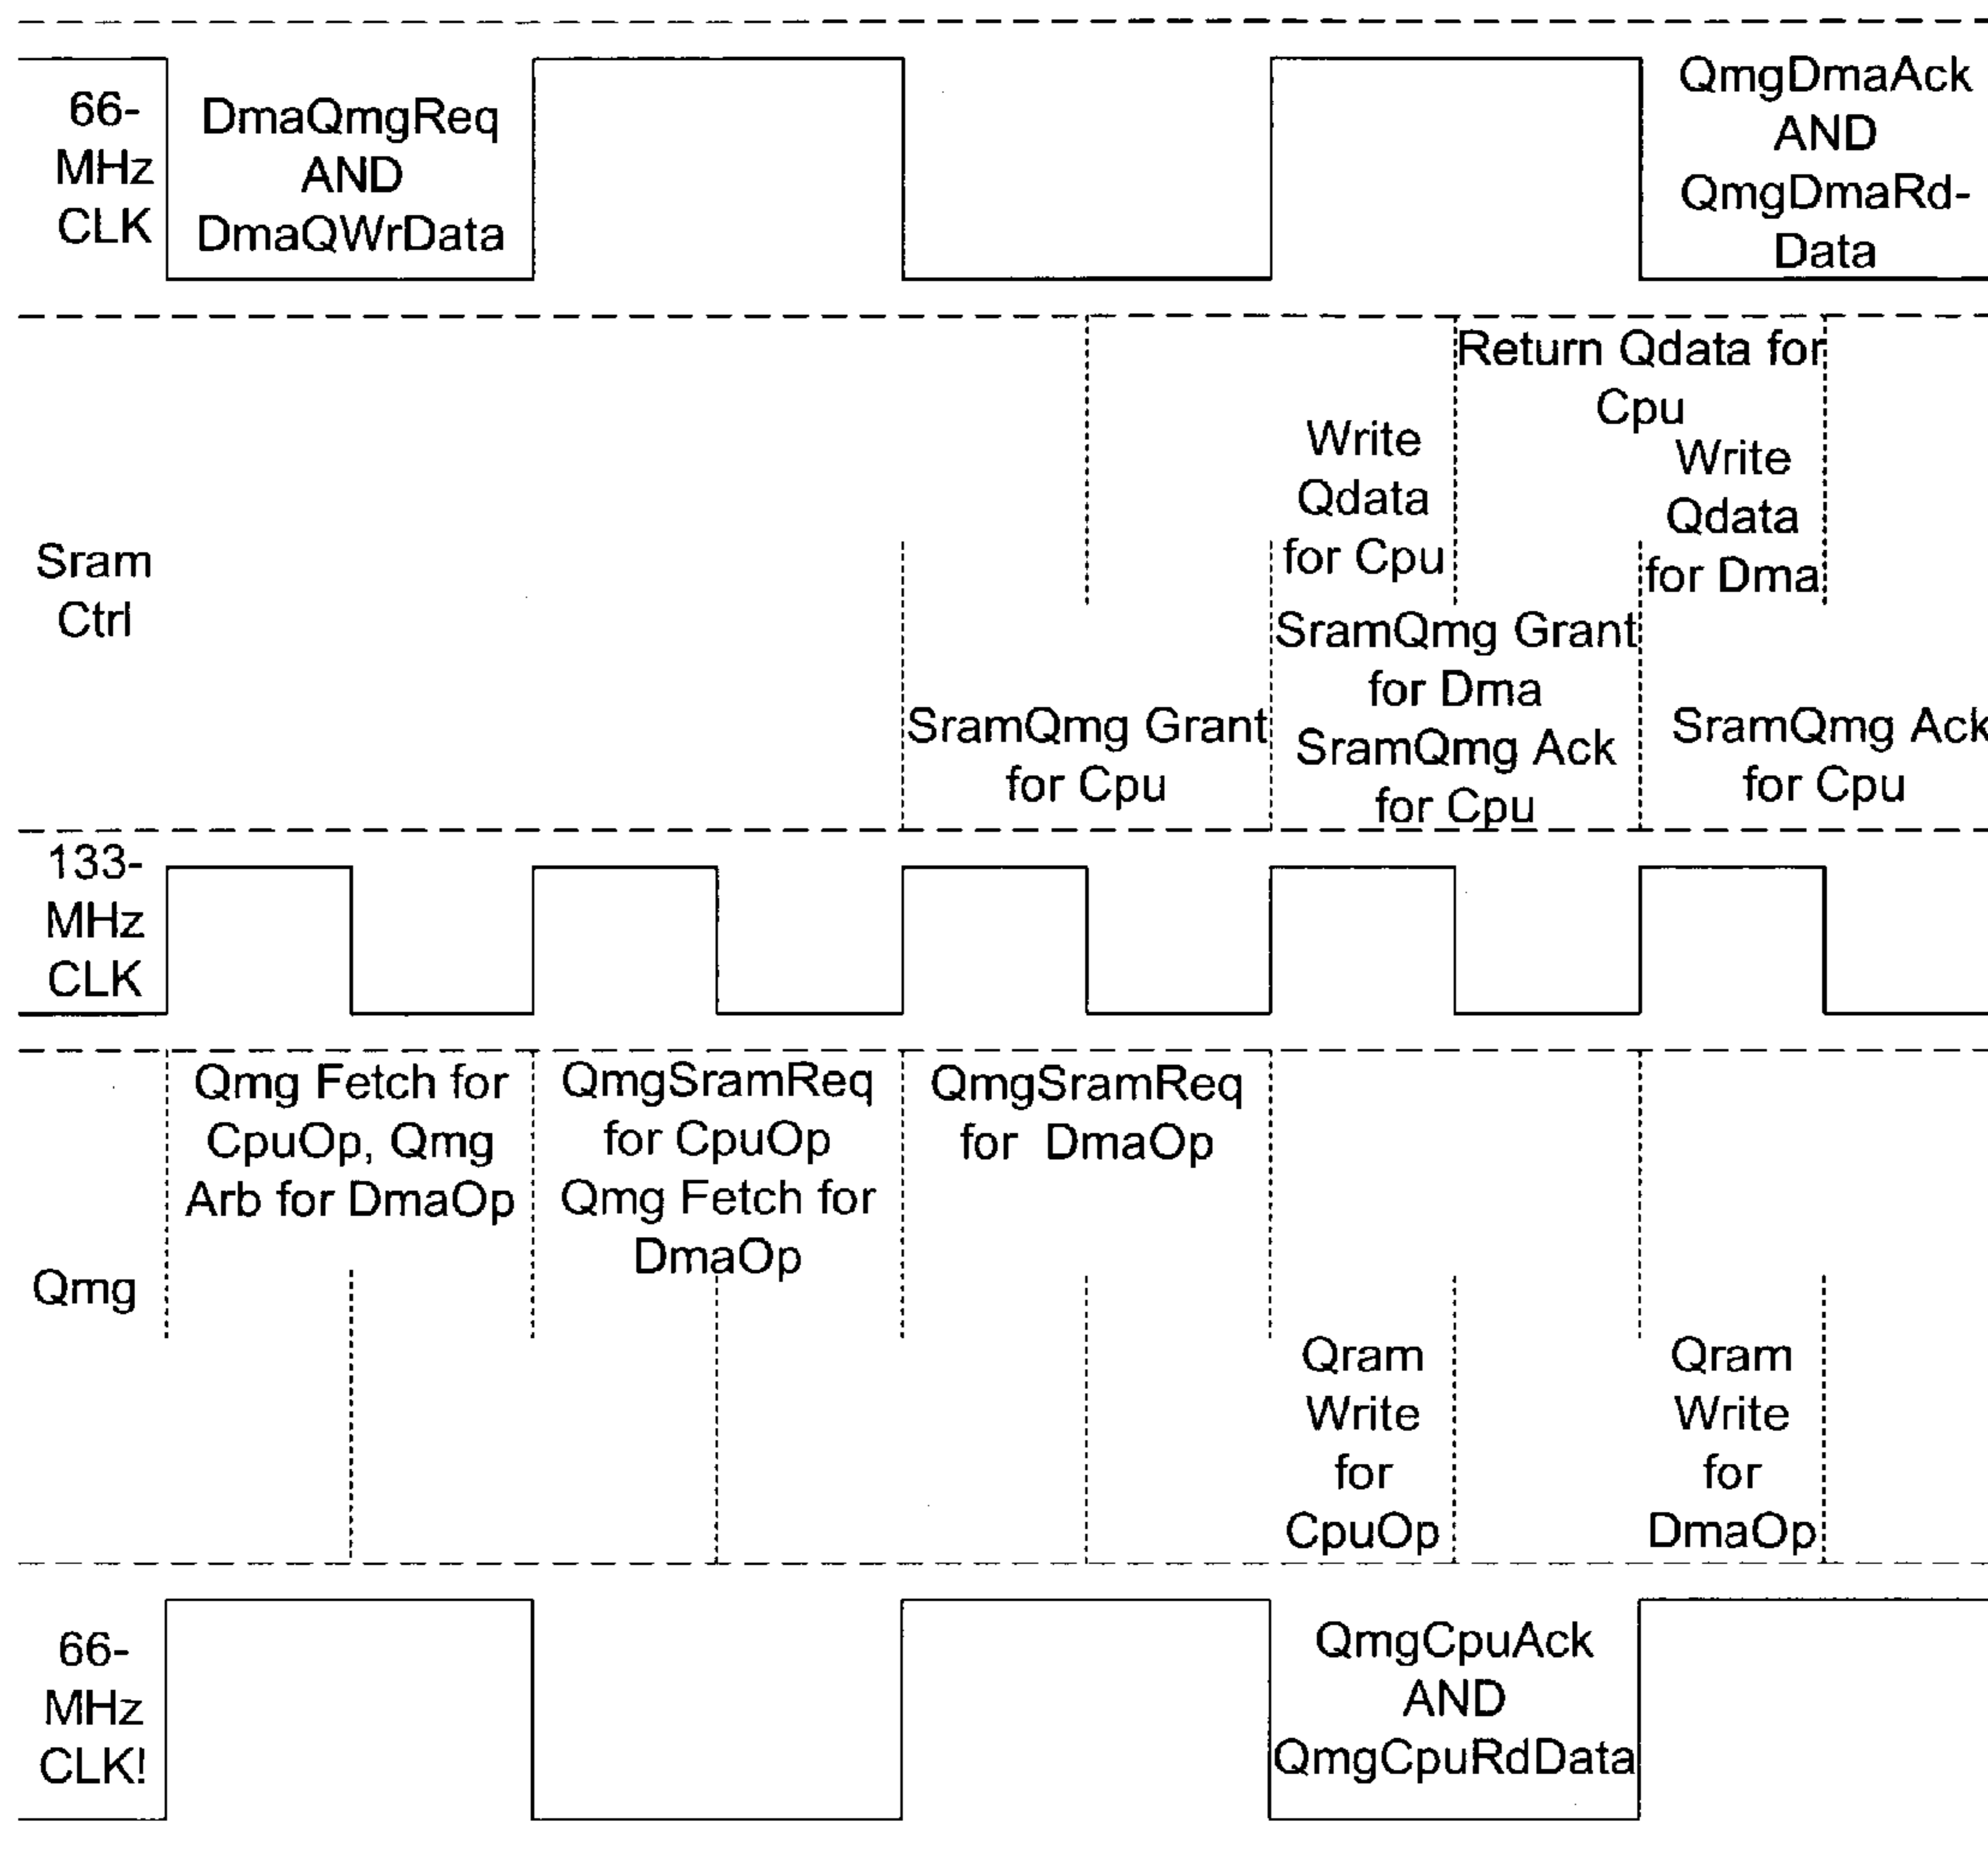 66-
MHz
CLK
DmaQmgReq
AND
DmaQWrData
QmgDmaAck
AND
QmgDmaRd-
Data
Sram
Ctrl
SramQmg Grant
for Cpu
Write
Qdata
for Cpu
SramQmg Grant
for Dma
SramQmg Ack
for Cpu
Return Qdata for
Cpu
Write
Qdata
for Dma
SramQmg Ack
for Cpu
133-
MHz
CLK
Qmg
Qmg Fetch for
CpuOp, Qmg
Arb for DmaOp
QmgSramReq
for CpuOp
Qmg Fetch for
DmaOp
QmgSramReq
for DmaOp
Qram
Write
for
CpuOp
Qram
Write
for
DmaOp
66-
MHz
CLK!
QmgCpuAck
AND
QmgCpuRdData